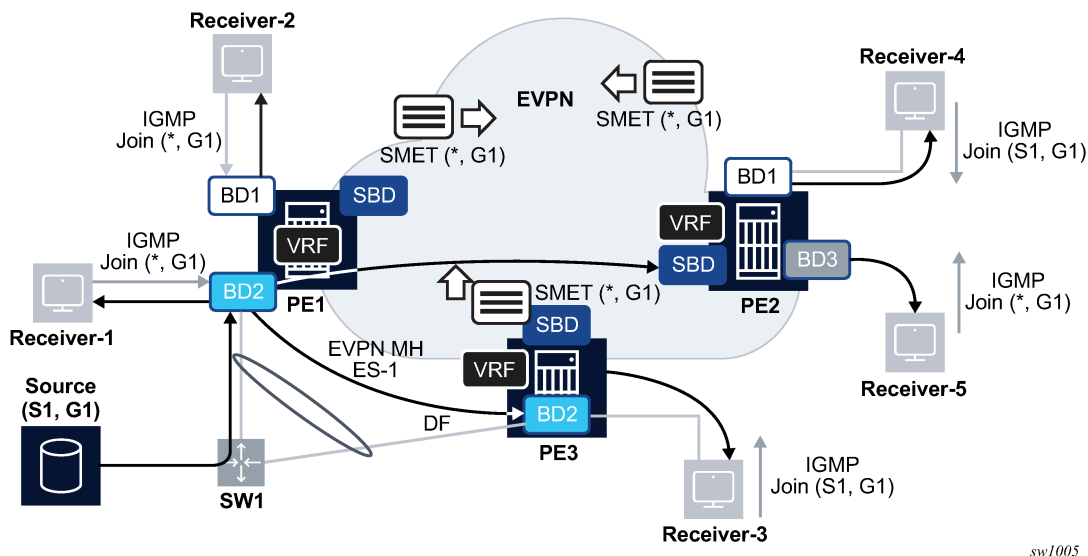 Receiver-2
IGMP
Join (*, G1)
SMET (*, G1)
EVPN
SMET (*, G1)
Receiver-4
IGMP
Join (S1, G1)
BD1
SBD
VRF
PE1
BD1
VRF
SBD
BD3
PE2
IGMP
Join (*, G1)
Receiver-1
BD2
SMET (*, G1)
SBD
IGMP
Join (*, G1)
Receiver-5
Source
(S1, G1)
EVPN MH
ES-1
VRF
DF
BD2
PE3
SW1
IGMP
Join (S1, G1)
Receiver-3
sw1005